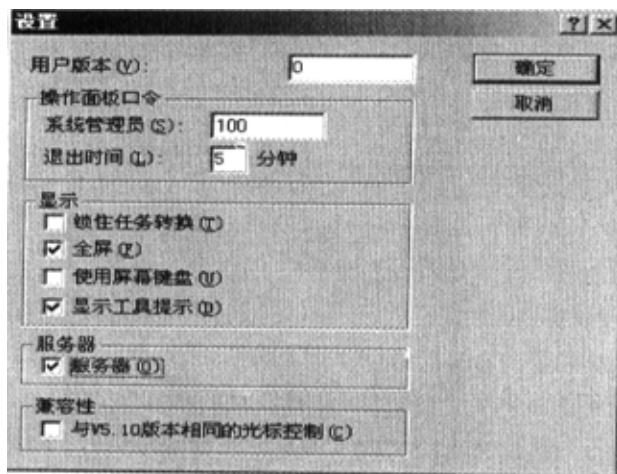 设置
用户版本(V): 0
确定
操作面板口令
取消
系统管理员(S): 100
退出时间(L): 5 分钟
显示
锁住任务转换(T)
全屏(F)
使用屏幕键盘(U)
显示工具提示(D)
服务器
服务器(O)
兼容性
与V5.10版本相同的光标控制(C)